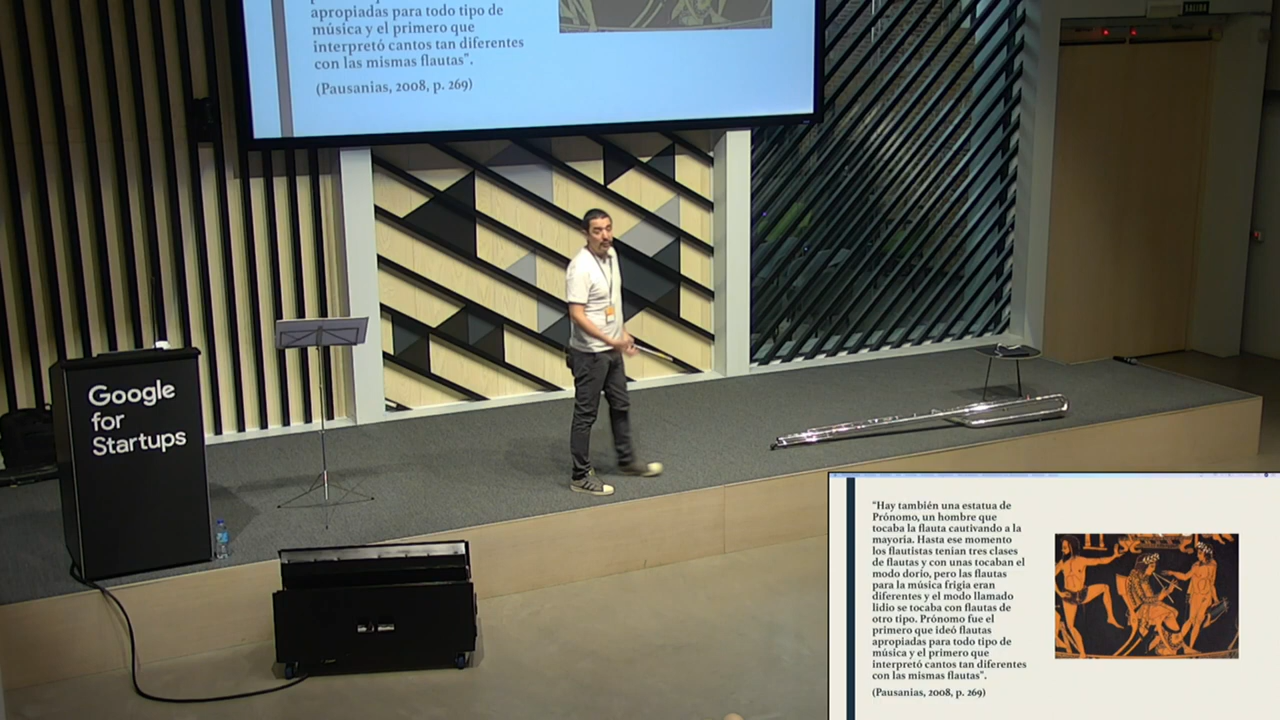 apropiadas para todo tipo de
música y el primero que
interpretó cantos tan diferentes
con las mismas flautas”.
(Pausanias, 2008, p. 269)
SALIDA
Google
for
Startups
“Hay también una estatua de
Prónomo, un hombre que
tocaba la flauta cautivando a la
mayoría. Hasta ese momento
los flautistas tenían tres clases
de flautas y con unas tocaban el
modo dorio, pero las flautas
para la música frigia eran
diferentes y el modo llamado
lidio se tocaba con flautas de
otro tipo. Prónomo fue el
primero que ideó flautas
apropiadas para todo tipo de
música y el primero que
interpretó cantos tan diferentes
con las mismas flautas”.
(Pausanias, 2008, p. 269)